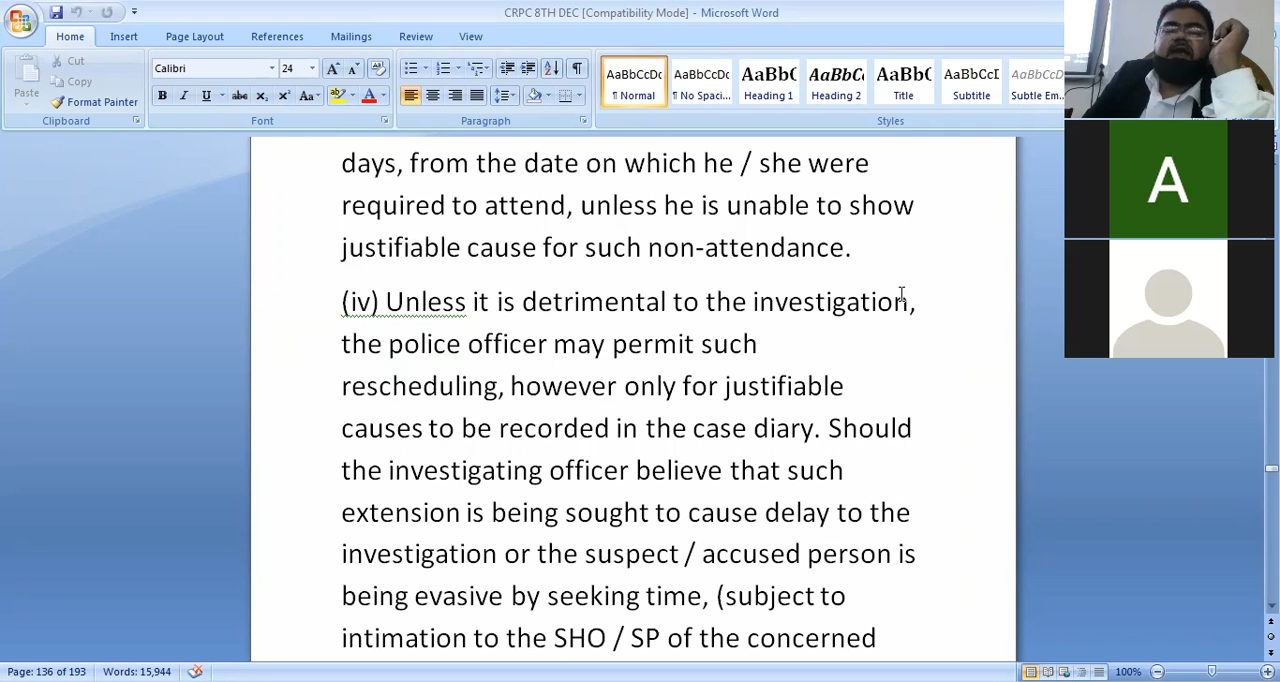 CRPC 8TH DEC [Compatibility Mode] - Microsoft Word
Home Insert Page Layout References Mailings Review View
Paste
Cut
Copy
Format Painter
Clipboard
Calibri 24
B I U abc X₂ X² Aa
Font
Paragraph
AaBbCcDc AaBbCcDc AaBbC AaBbCc AaBbC AaBbCcI AaBbCcDc
¶ Normal ¶ No Spaci... Heading 1 Heading 2 Title Subtitle Subtle Em...
Styles
days, from the date on which he / she were
required to attend, unless he is unable to show
justifiable cause for such non-attendance.
(iv) Unless it is detrimental to the investigation,
the police officer may permit such
rescheduling, however only for justifiable
causes to be recorded in the case diary. Should
the investigating officer believe that such
extension is being sought to cause delay to the
investigation or the suspect / accused person is
being evasive by seeking time, (subject to
intimation to the SHO / SP of the concerned
A
Page: 136 of 193 Words: 15,944 100%